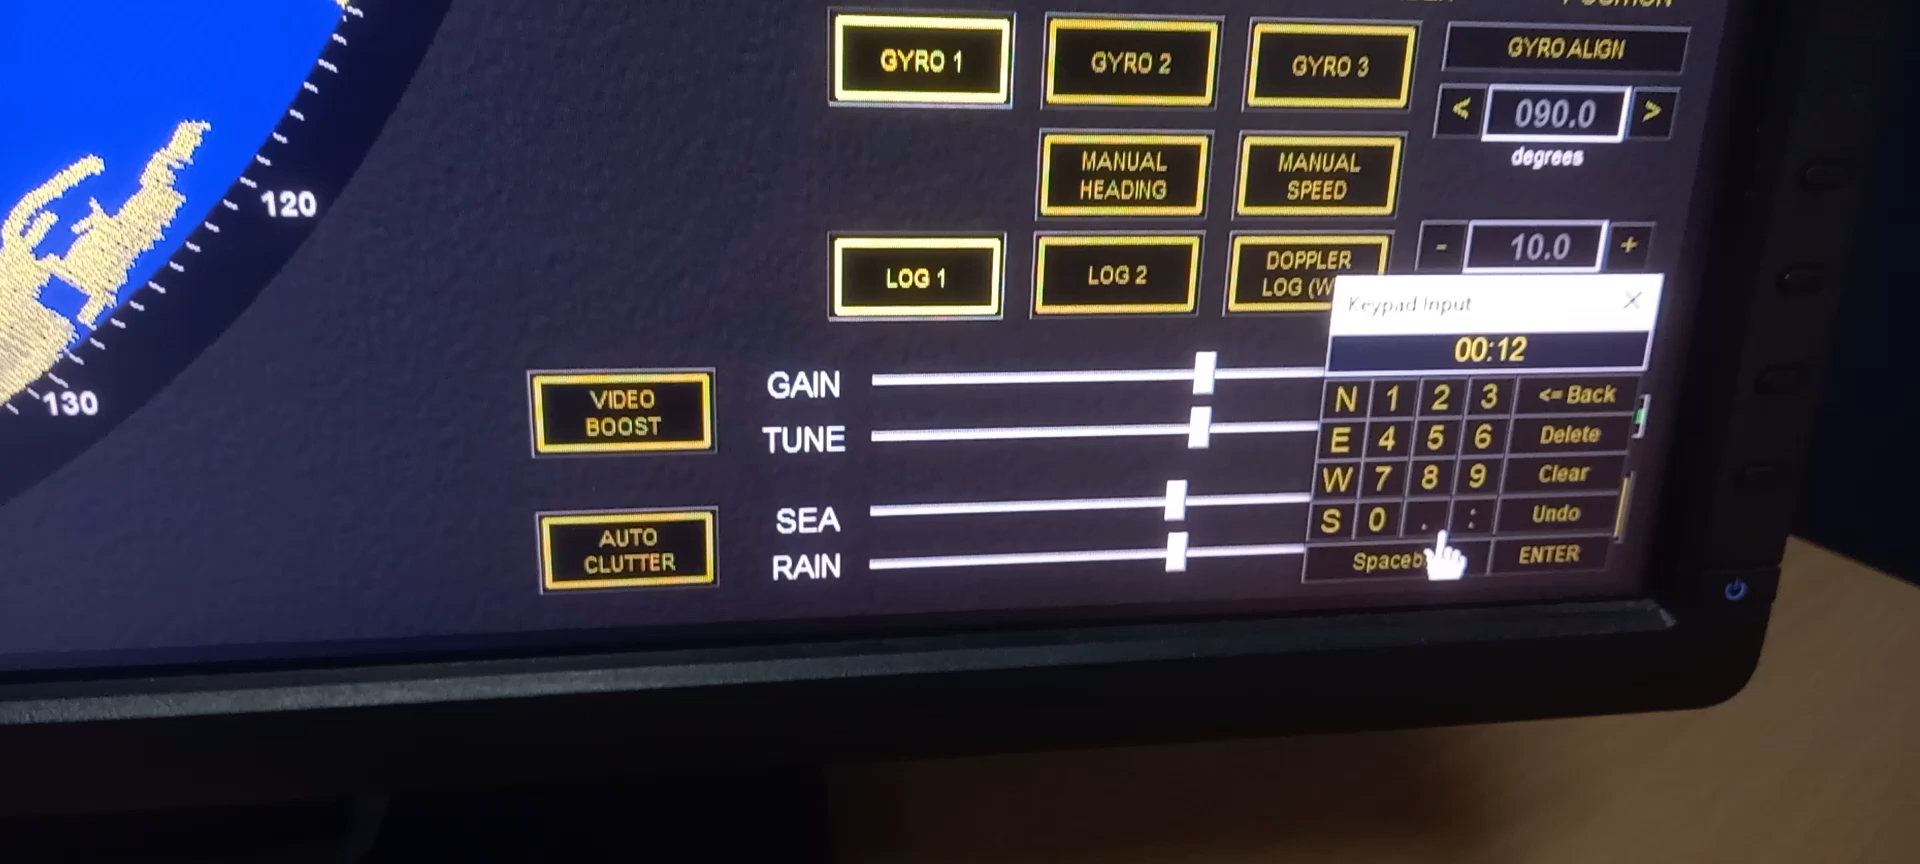 POSITION
GYRO 1
GYRO 2
GYRO 3
GYRO ALIGN
< 090.0 >
degrees
MANUAL
HEADING
MANUAL
SPEED
120
- 10.0 +
LOG 1
LOG 2
DOPPLER
LOG (W
Keypad Input
00:12
N 1 2 3 <= Back
E 4 5 6 Delete
W 7 8 9 Clear
S 0 . : Undo
ENTER
130
VIDEO
BOOST
GAIN
TUNE
AUTO
CLUTTER
SEA
RAIN